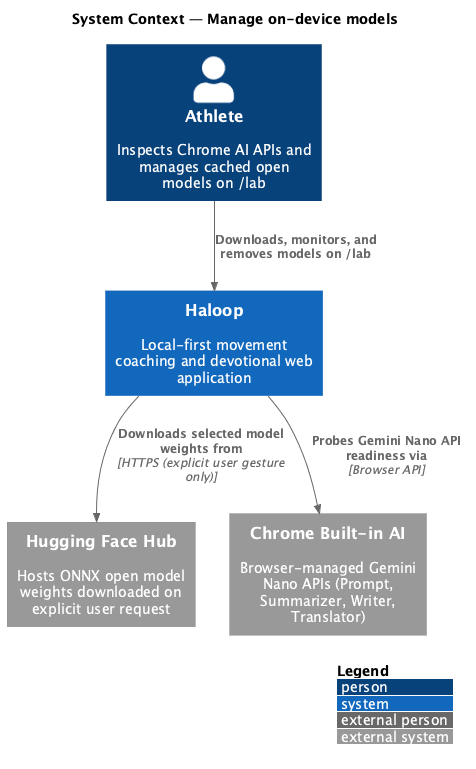 System Context — Manage on-device models
Athlete
Inspects Chrome AI APIs and
manages cached open
models on /lab
Downloads, monitors, and
removes models on /lab
Haloop
Local-first movement
coaching and devotional web
application
Downloads selected model
weights from
[HTTPS (explicit user gesture
only)]
Probes Gemini Nano API
readiness via
[Browser API]
Hugging Face Hub
Hosts ONNX open model
weights downloaded on
explicit user request
Chrome Built-in AI
Browser-managed Gemini
Nano APIs (Prompt,
Summarizer, Writer,
Translator)
Legend
person
system
external person
external system